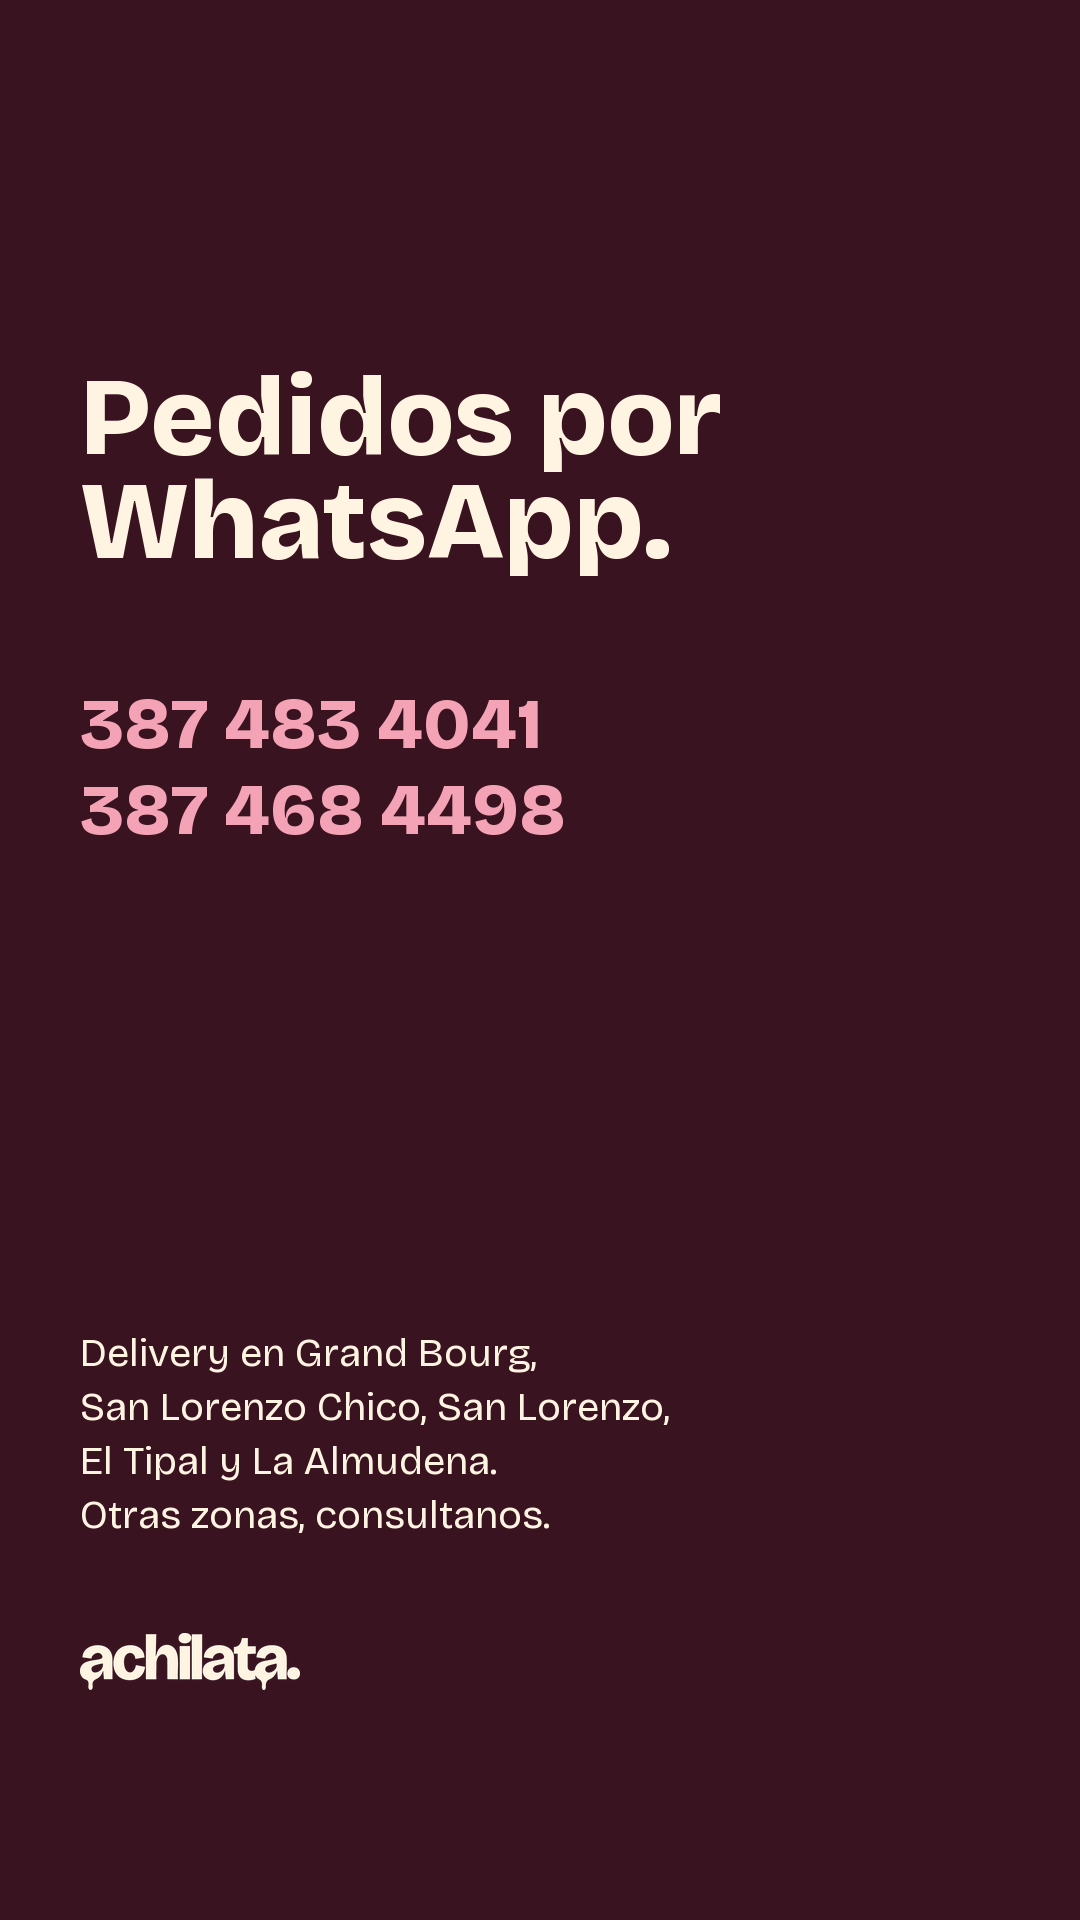 Pedidos por
WhatsApp.
387 483 4041
387 468 4498
Delivery en Grand Bourg,
San Lorenzo Chico, San Lorenzo,
El Tipal y La Almudena.
Otras zonas, consultanos.
achilata.